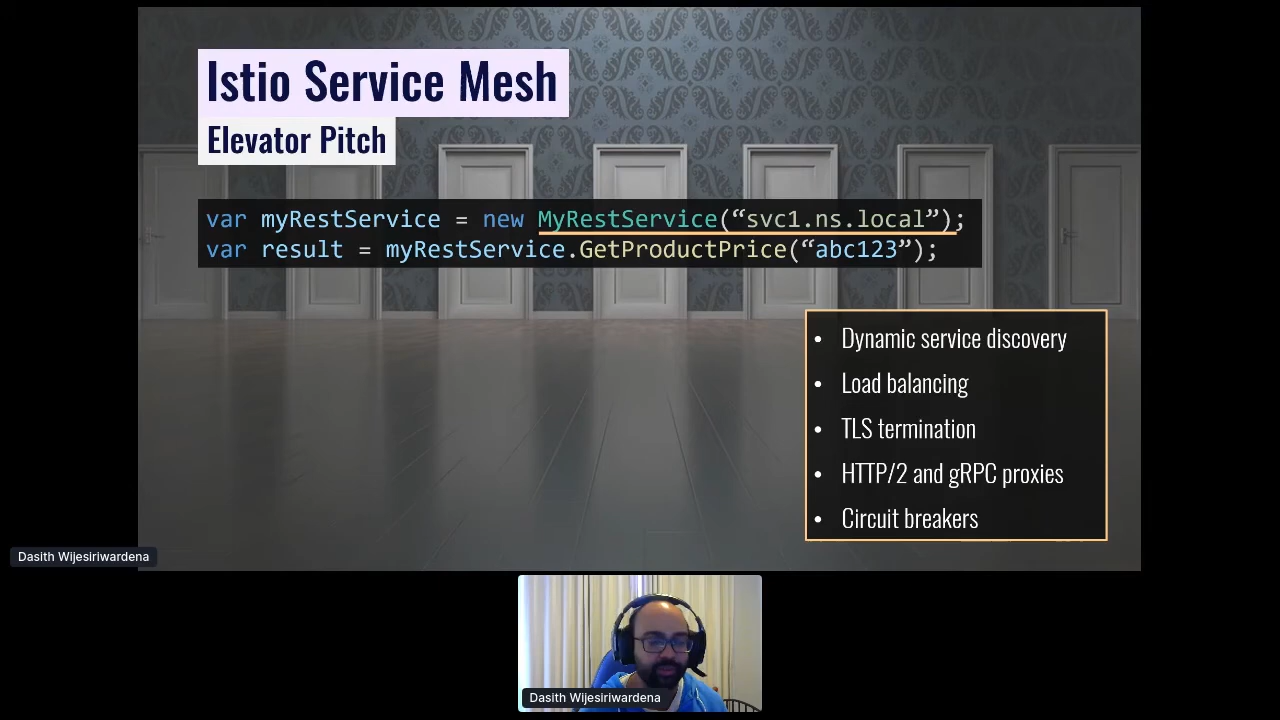 Istio Service Mesh
Elevator Pitch
var myRestService = new MyRestService(“svc1.ns.local”);
var result = myRestService.GetProductPrice(“abc123”);
• Dynamic service discovery
• Load balancing
• TLS termination
• HTTP/2 and gRPC proxies
• Circuit breakers
Dasith Wijesiriwardena
Dasith Wijesiriwardena